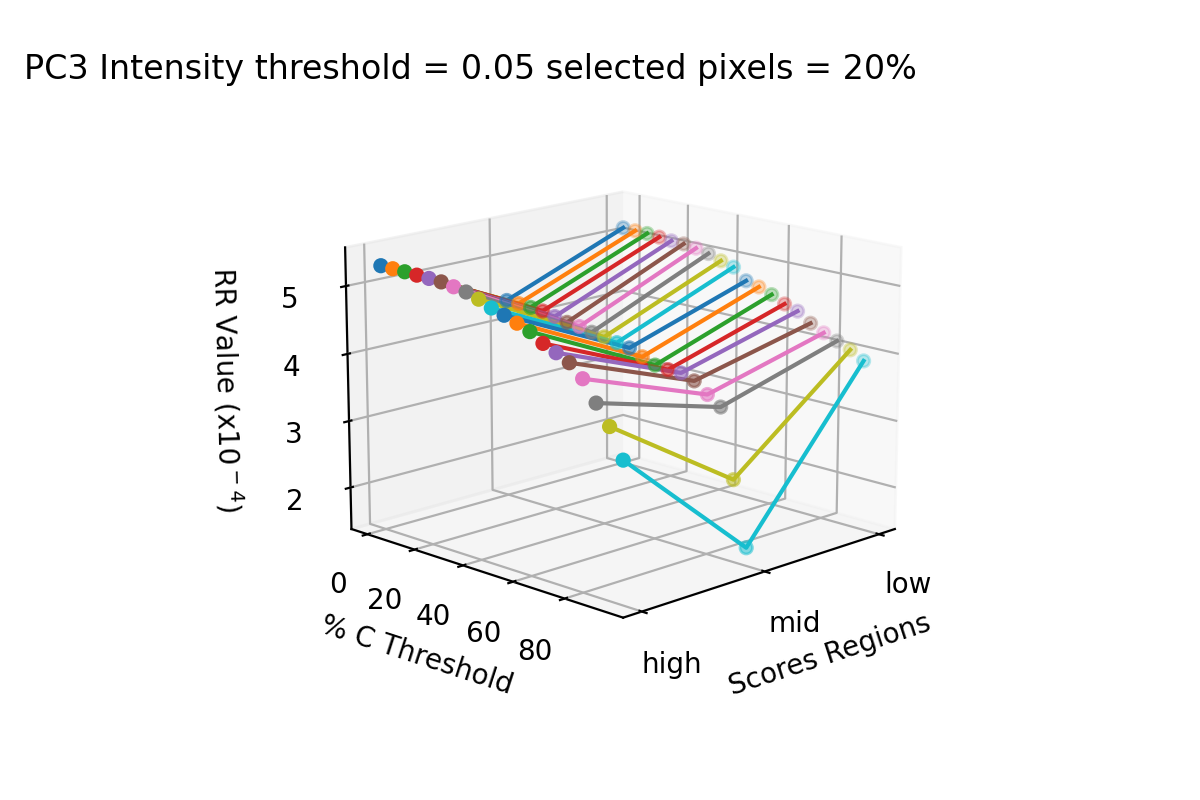 PC3 Intensity threshold = 0.05 selected pixels = 20%
RR Value (x10⁻⁴)
5
4
3
2
0
20
40
60
80
% C Threshold
high
mid
low
Scores Regions